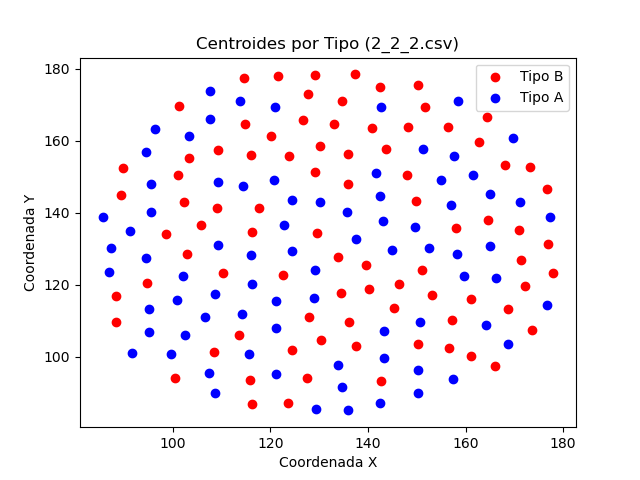 Centroides por Tipo (2_2_2.csv)
Tipo B
Tipo A
180
160
140
120
100
Coordenada Y
100
120
140
160
180
Coordenada X